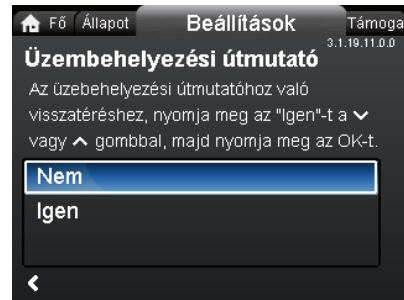 Fő Állapot Beállítások Támoga
3.1.19.11.0.0
Üzembehelyezési útmutató
Az üzebehelyezési útmutatóhoz való
visszatéréshez, nyomja meg az "Igen"-t a
vagy gombbal, majd nyomja meg az OK-t.
Nem
Igen